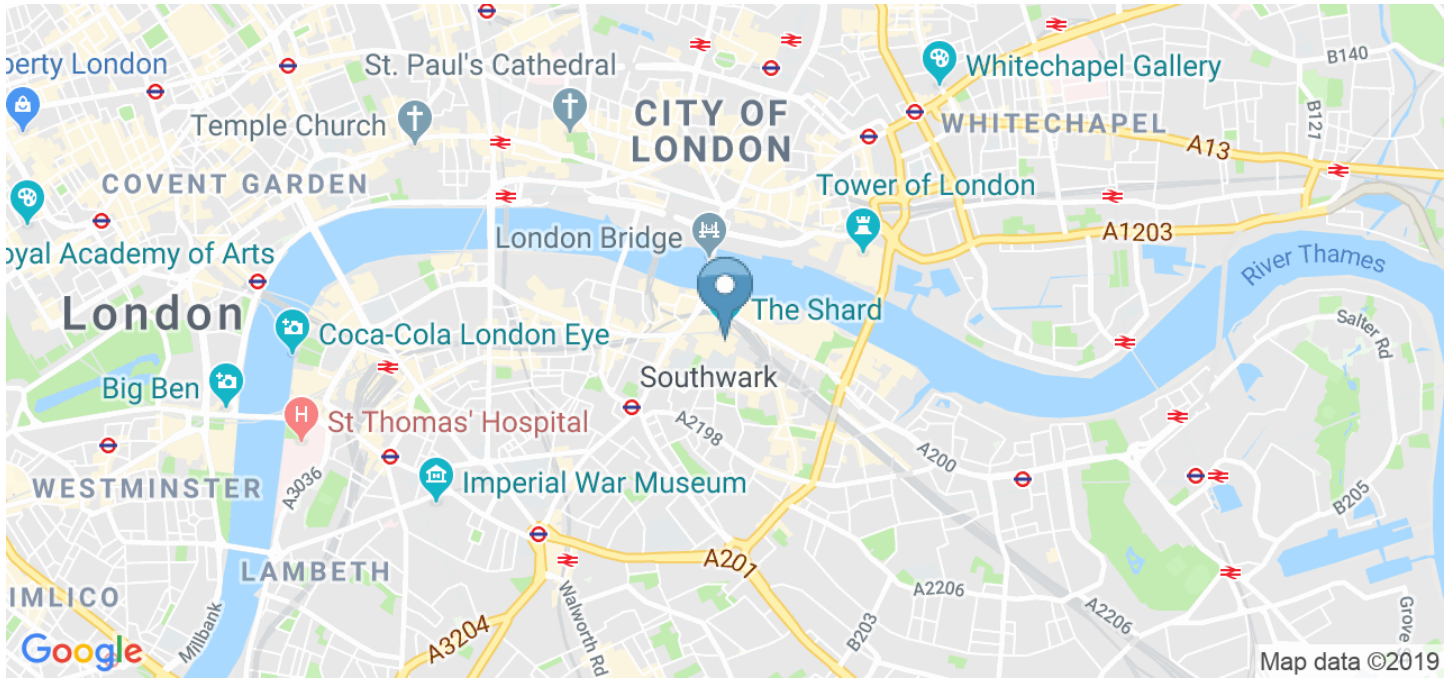 perty London
St. Paul's Cathedral
Whitechapel Gallery
B140
B121
Temple Church
CITY OF
LONDON
WHITECHAPEL
A13
COVENT GARDEN
Tower of London
oyal Academy of Arts
London Bridge
A1203
River Thames
London
The Shard
Salter Rd
Coca-Cola London Eye
Big Ben
Southwark
H
St Thomas' Hospital
A2198
A200
WESTMINSTER
A3036
Imperial War Museum
B205
LAMBETH
A201
IMLICO
Millbank
A3204
Walworth Rd
B203
A2206
A2206
Grove S
Google
Map data ©2019